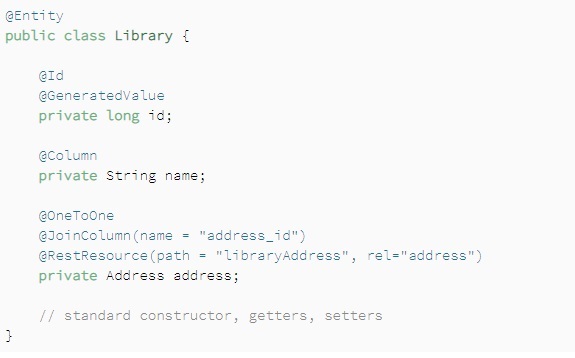 @Entity
public class Library {
@Id
@GeneratedValue
private long id;
@Column
private String name;
@OneToOne
@JoinColumn(name = "address_id")
@RestResource(path = "libraryAddress", rel="address")
private Address address;
// standard constructor, getters, setters
}